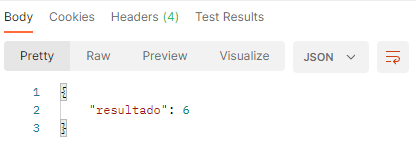 Body Cookies Headers (4) Test Results
Pretty Raw Preview Visualize JSON
1 {
2 "resultado": 6
3 }